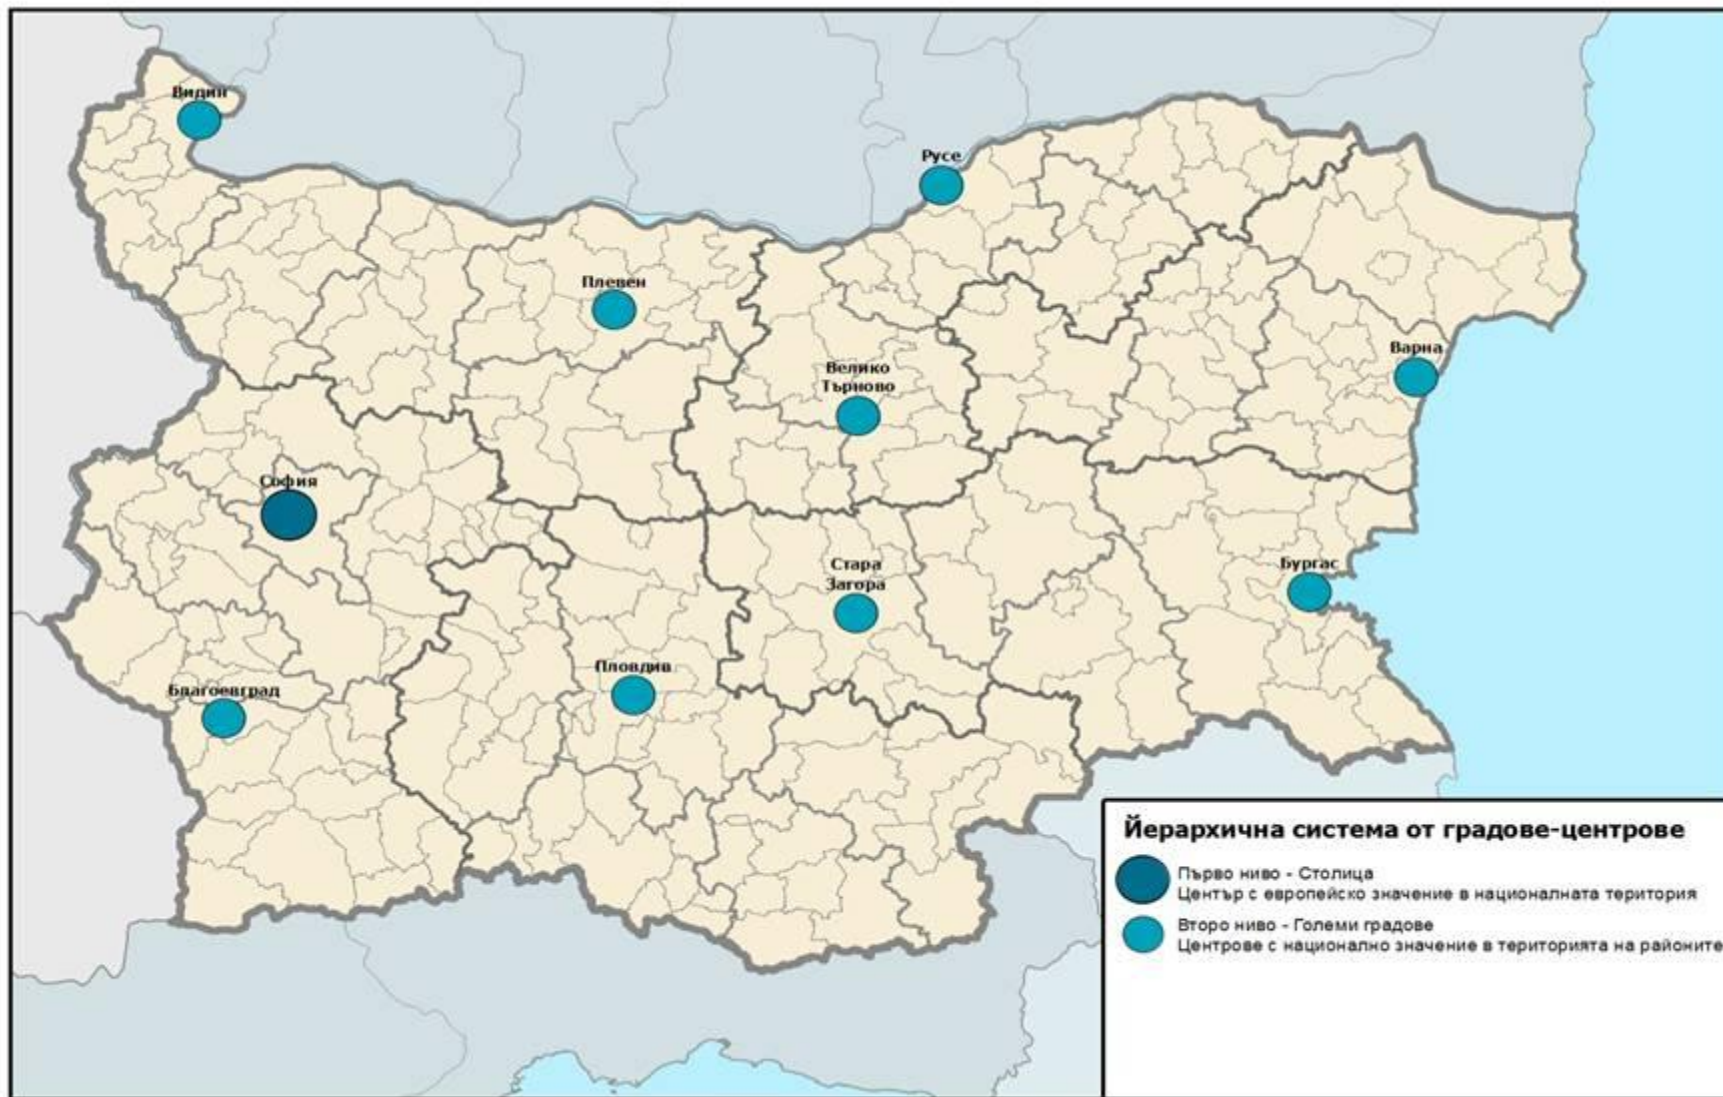 Видин
Русе
Плевен
Варна
Велико
Търново
София
Стара
Загора
Бургас
Пловдив
Благоевград
Йерархична система от градове-центрове
Първо ниво - Столица
Център с европейско значение в националната територия
Второ ниво - Големи градове
Центрове с национално значение в територията на районите